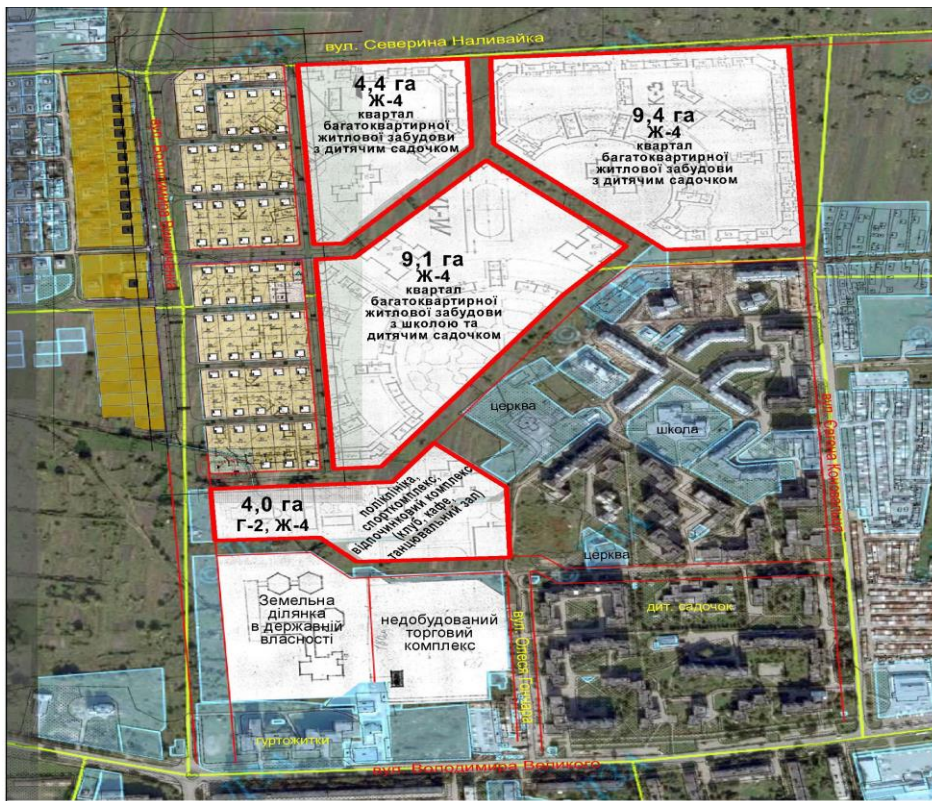 вул. Северина Наливайка
4,4 га
Ж-4
квартал
багатоквартирної
житлової забудови
з дитячим садочком
9,4 га
Ж-4
квартал
багатоквартирної
житлової забудови
з дитячим садочком
К-3
9,1 га
Ж-4
квартал
багатоквартирної
житлової забудови
з школою та
дитячим садочком
церква
школа
4,0 га
Г-2, Ж-4
поліклініка,
спорткомплекс,
відпочинковий комплекс
(клуб, кафе,
танцювальний зал)
церква
Земельна
ділянка
в державній
власності
недобудований
торговий
комплекс
дит. садочок
вул. Олеся Гончара
гуртожитки
вул. Володимира Великого